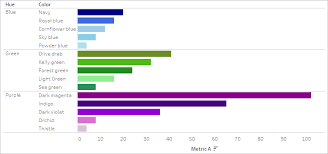 Hue Color
Blue Navy
Royal blue
Cornflower blue
Sky blue
Powder blue
Green Olive drab
Kelly green
Forest green
Light Green
Sea green
Purple Dark magenta
Indigo
Dark violet
Orchid
Thistle
0 10 20 30 40 50 60 70 80 90 100
Metric A